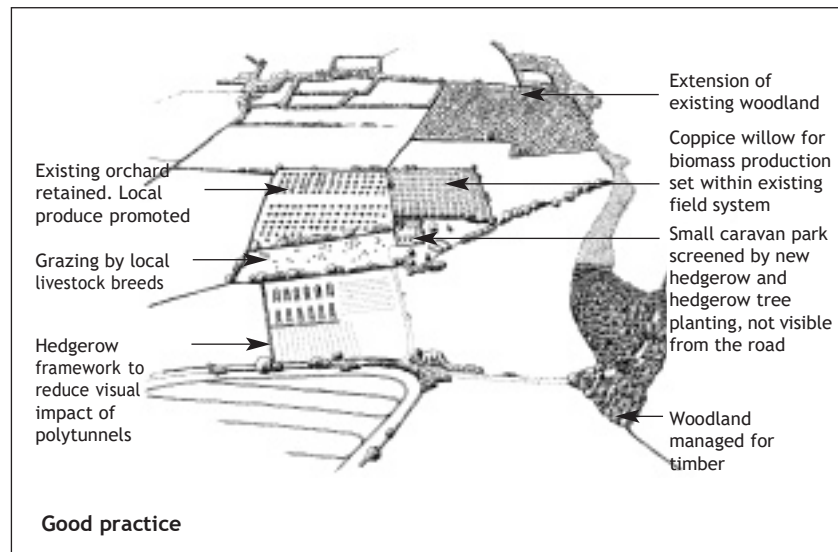 Extension of
existing woodland
Coppice willow for
biomass production
set within existing
field system
Existing orchard
retained. Local
produce promoted
Small caravan park
screened by new
hedgerow and
hedgerow tree
planting, not visible
from the road
Grazing by local
livestock breeds
Hedgerow
framework to
reduce visual
impact of
polytunnels
Woodland
managed for
timber
Good practice